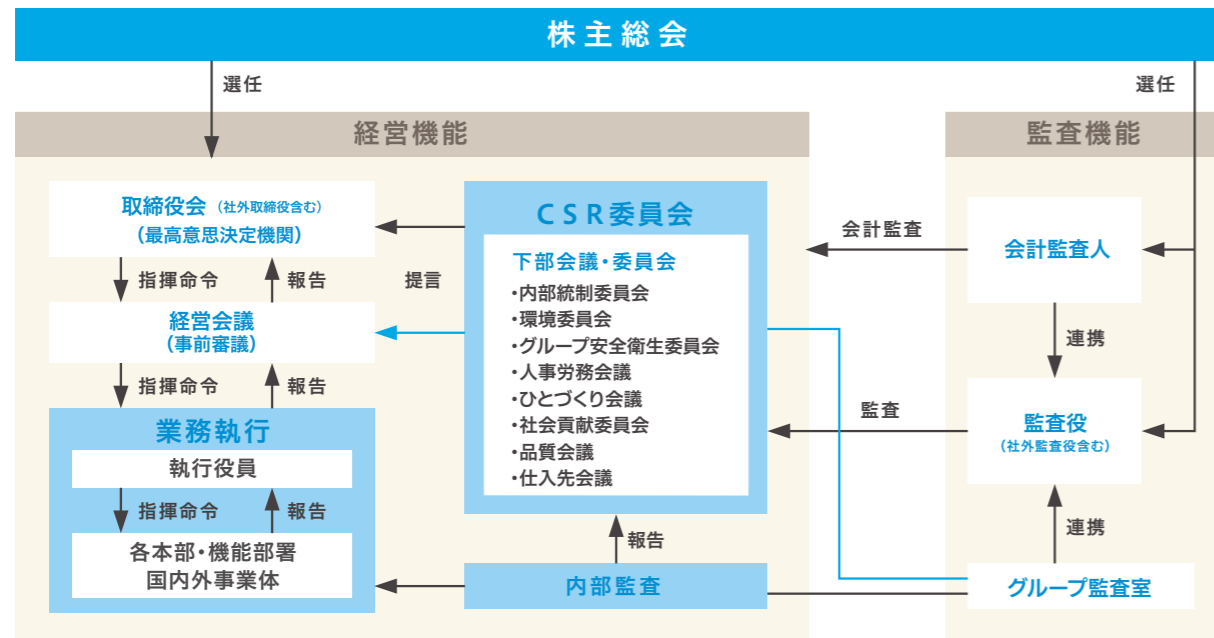 株主総会
選任
選任
経営機能
監査機能
取締役会（社外取締役含む）
（最高意思決定機関）
指揮命令
報告
提言
経営会議
（事前審議）
指揮命令
報告
業務執行
執行役員
指揮命令
報告
各本部・機能部署
国内外事業体
CSR委員会
下部会議・委員会
・内部統制委員会
・環境委員会
・グループ安全衛生委員会
・人事労務会議
・ひとづくり会議
・社会貢献委員会
・品質会議
・仕入先会議
報告
内部監査
会計監査
監査
会計監査人
連携
監査役
（社外監査役含む）
連携
グループ監査室